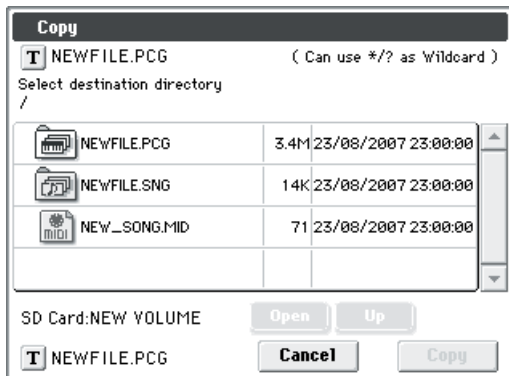 Copy
T NEWFILE.PCG ( Can use */? as Wildcard )
Select destination directory
/
NEWFILE.PCG 3.4M 23/08/2007 23:00:00
NEWFILE.SNG 14K 23/08/2007 23:00:00
MIDI NEW_SONG.MID 71 23/08/2007 23:00:00
SD Card:NEW VOLUME Open Up
T NEWFILE.PCG Cancel Copy